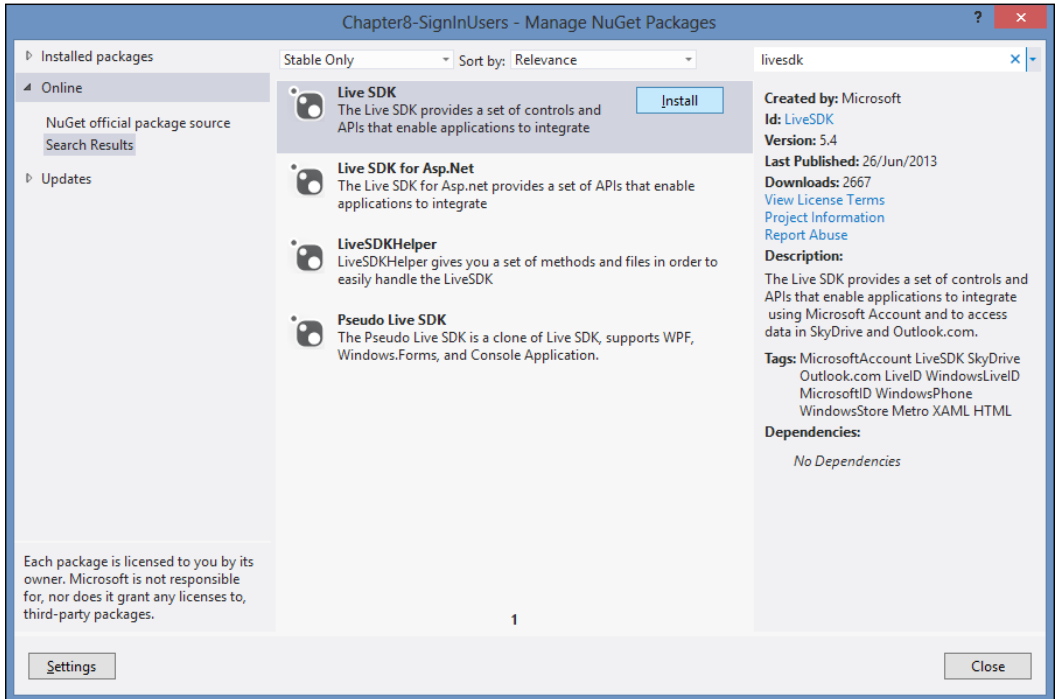 Chapter8-SignInUsers - Manage NuGet Packages
?
×
Installed packages
Online
NuGet official package source
Search Results
Updates
Each package is licensed to you by its
owner. Microsoft is not responsible
for, nor does it grant any licenses to,
third-party packages.
Stable Only
Sort by: Relevance
Live SDK
The Live SDK provides a set of controls and
APIs that enable applications to integrate
Install
Live SDK for Asp.Net
The Live SDK for Asp.net provides a set of APIs that enable
applications to integrate
LiveSDKHelper
LiveSDKHelper gives you a set of methods and files in order to
easily handle the LiveSDK
Pseudo Live SDK
The Pseudo Live SDK is a clone of Live SDK, supports WPF,
Windows.Forms, and Console Application.
1
livesdk
×
Created by: Microsoft
Id: LiveSDK
Version: 5.4
Last Published: 26/Jun/2013
Downloads: 2667
View License Terms
Project Information
Report Abuse
Description:
The Live SDK provides a set of controls and
APIs that enable applications to integrate
using Microsoft Account and to access
data in SkyDrive and Outlook.com.
Tags: MicrosoftAccount LiveSDK SkyDrive
Outlook.com LiveID WindowsLiveID
MicrosoftID WindowsPhone
WindowsStore Metro XAML HTML
Dependencies:
No Dependencies
Settings
Close